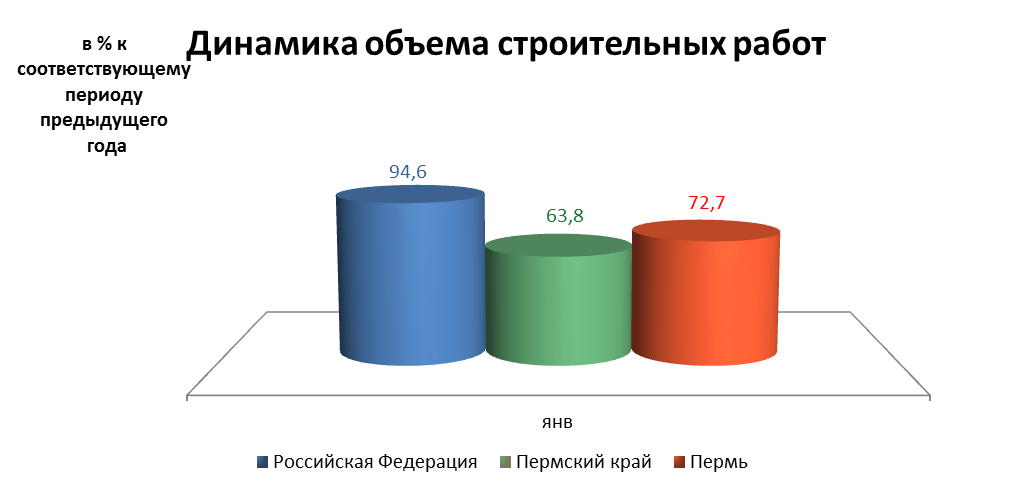 Динамика объема строительных работ
в % к
соответствующему
периоду
предыдущего
года
94,6
63,8
72,7
янв
Российская Федерация
Пермский край
Пермь